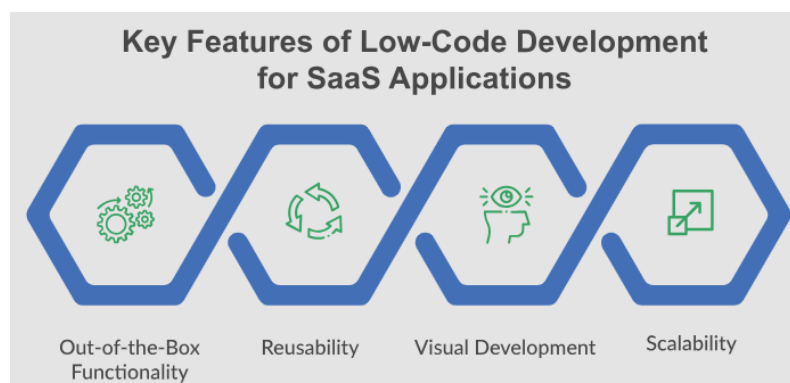 Key Features of Low-Code Development
for SaaS Applications
Out-of-the-Box
Functionality
Reusability
Visual Development
Scalability